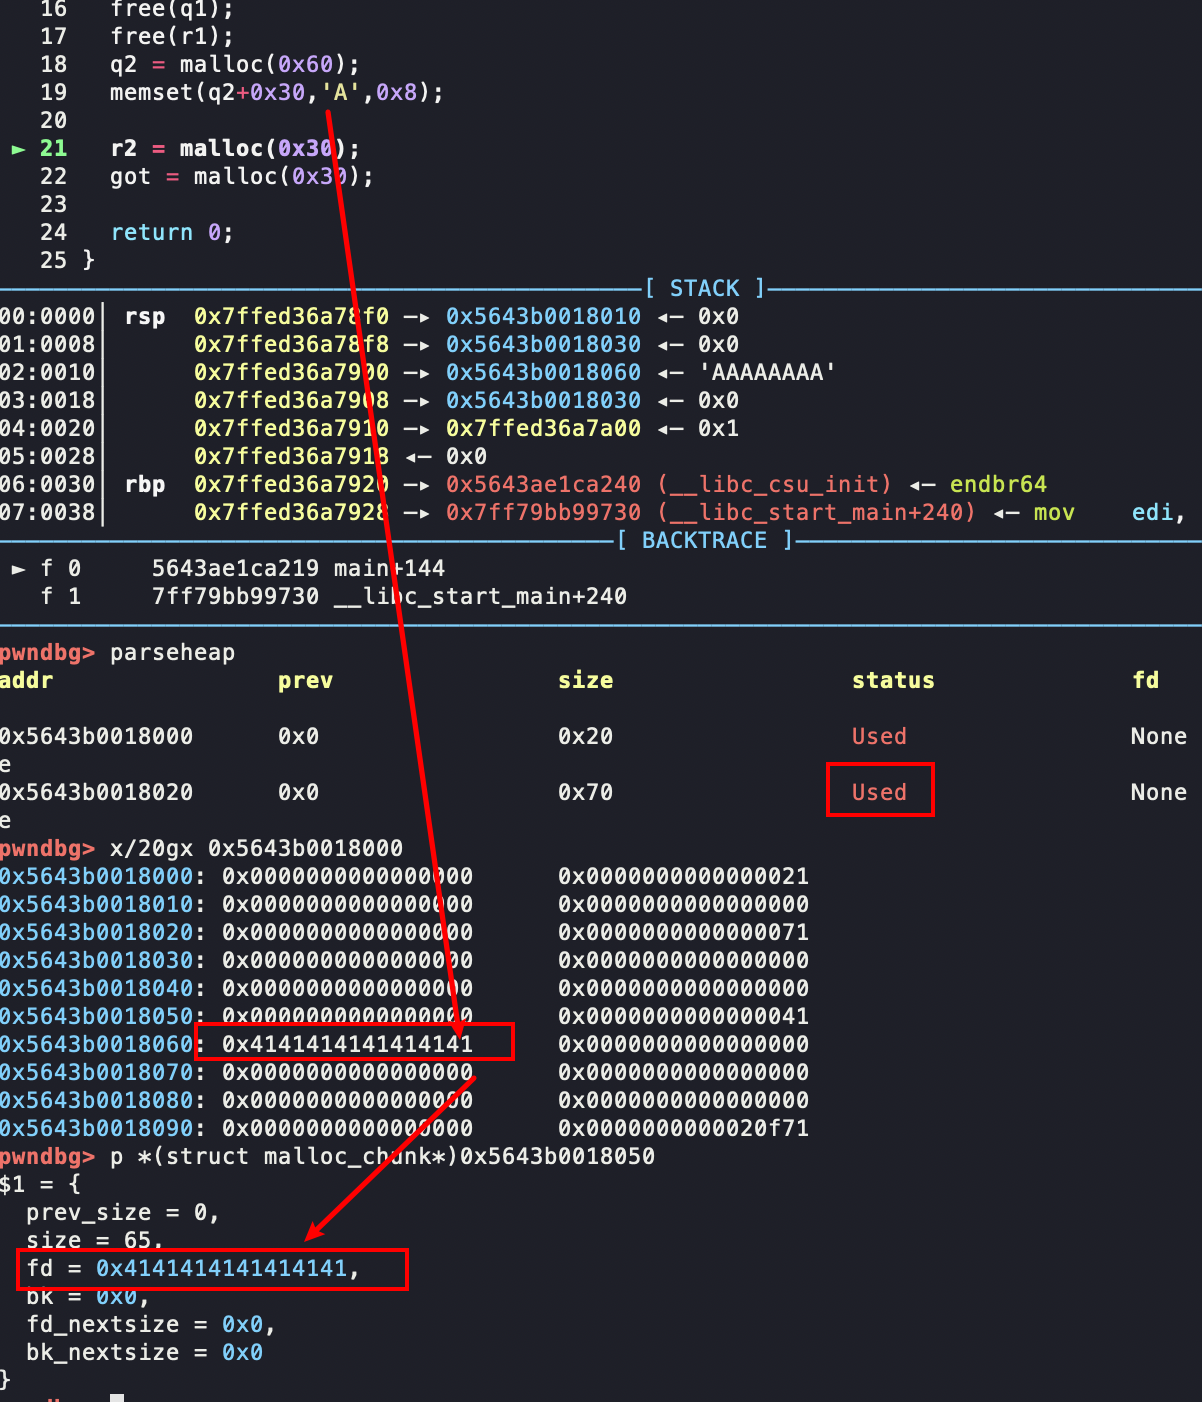 16   free(q1);
17   free(r1);
18   q2 = malloc(0x60);
19   memset(q2+0x30,'A',0x8);
20
► 21   r2 = malloc(0x30);
22   got = malloc(0x30);
23
24   return 0;
25 }
[ STACK ]
00:0000│ rsp  0x7ffed36a78f0 —▸ 0x5643b0018010 ◂— 0x0
01:0008│      0x7ffed36a78f8 —▸ 0x5643b0018030 ◂— 0x0
02:0010│      0x7ffed36a7900 —▸ 0x5643b0018060 ◂— 'AAAAAAAA'
03:0018│      0x7ffed36a7908 —▸ 0x5643b0018030 ◂— 0x0
04:0020│      0x7ffed36a7910 —▸ 0x7ffed36a7a00 ◂— 0x1
05:0028│      0x7ffed36a7918 ◂— 0x0
06:0030│ rbp  0x7ffed36a7920 —▸ 0x5643ae1ca240 (__libc_csu_init) ◂— endbr64
07:0038│      0x7ffed36a7928 —▸ 0x7ff79bb99730 (__libc_start_main+240) ◂— mov    edi,
[ BACKTRACE ]
► f 0     5643ae1ca219 main+144
f 1     7ff79bb99730 __libc_start_main+240
pwndbg> parseheap
addr                prev                size                 status              fd
0x5643b0018000      0x0                 0x20                 Used                None
e
0x5643b0018020      0x0                 0x70                 Used                None
e
pwndbg> x/20gx 0x5643b0018000
0x5643b0018000: 0x0000000000000000      0x0000000000000021
0x5643b0018010: 0x0000000000000000      0x0000000000000000
0x5643b0018020: 0x0000000000000000      0x0000000000000071
0x5643b0018030: 0x0000000000000000      0x0000000000000000
0x5643b0018040: 0x0000000000000000      0x0000000000000000
0x5643b0018050: 0x0000000000000000      0x0000000000000041
0x5643b0018060: 0x4141414141414141      0x0000000000000000
0x5643b0018070: 0x0000000000000000      0x0000000000000000
0x5643b0018080: 0x0000000000000000      0x0000000000000000
0x5643b0018090: 0x0000000000000000      0x0000000000020f71
pwndbg> p *(struct malloc_chunk*)0x5643b0018050
$1 = {
prev_size = 0,
size = 65,
fd = 0x4141414141414141,
bk = 0x0,
fd_nextsize = 0x0,
bk_nextsize = 0x0
}